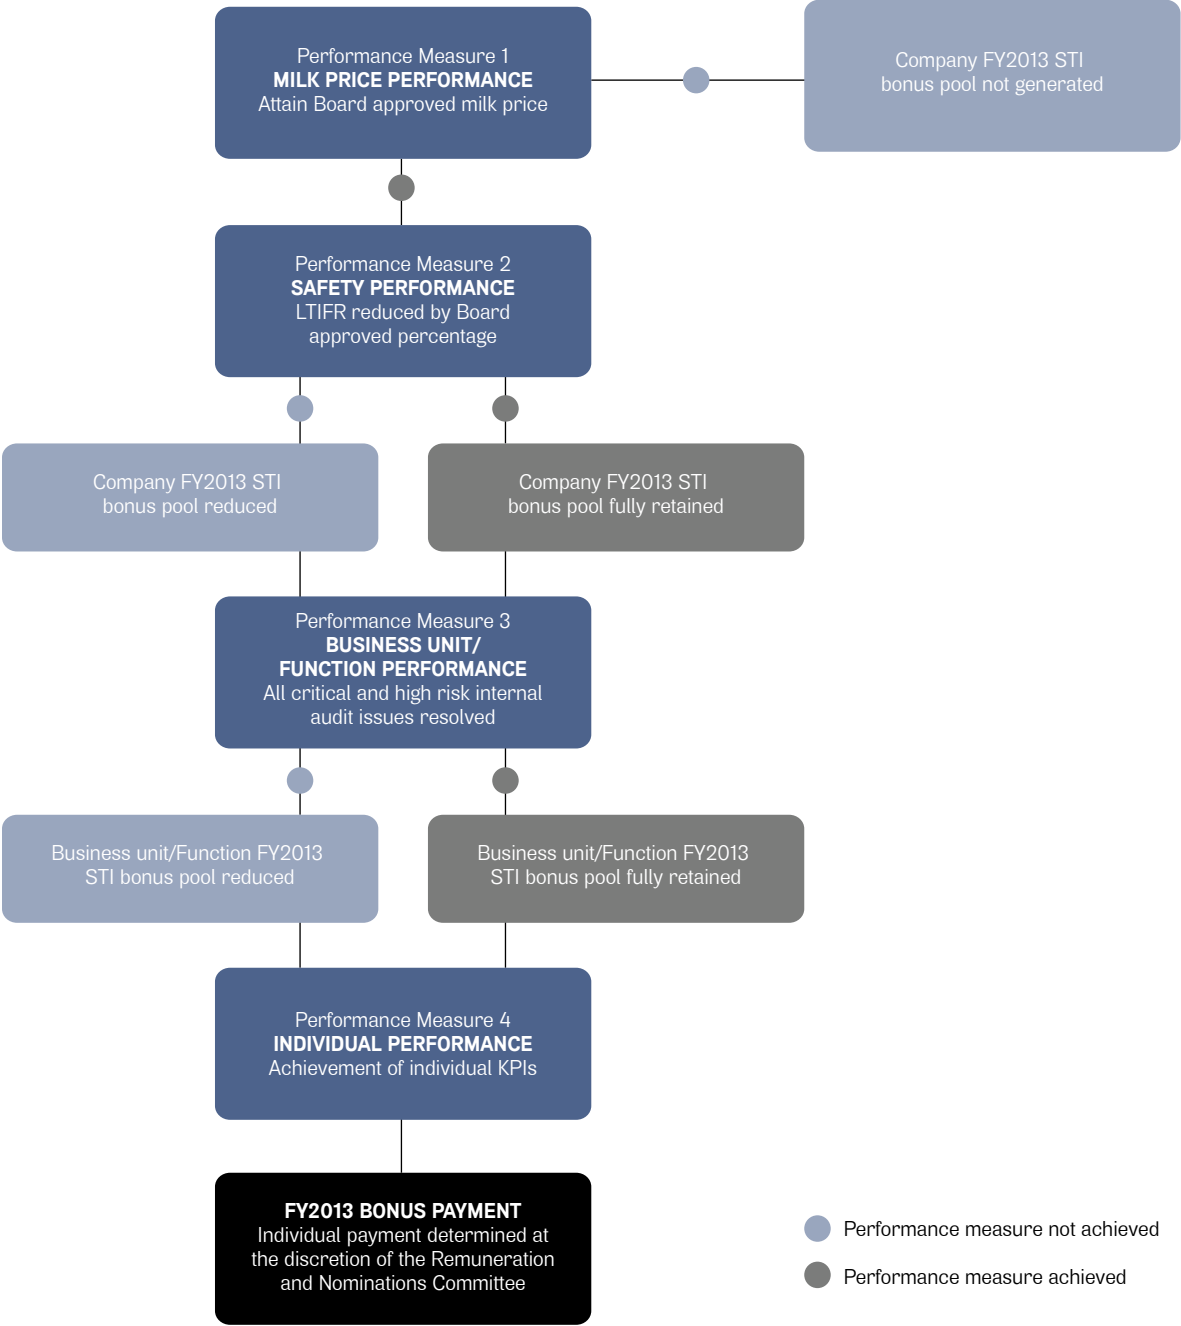 Performance Measure 1
MILK PRICE PERFORMANCE
Attain Board approved milk price
Company FY2013 STI
bonus pool not generated
Performance Measure 2
SAFETY PERFORMANCE
LTIFR reduced by Board
approved percentage
Company FY2013 STI
bonus pool reduced
Company FY2013 STI
bonus pool fully retained
Performance Measure 3
BUSINESS UNIT/
FUNCTION PERFORMANCE
All critical and high risk internal
audit issues resolved
Business unit/Function FY2013
STI bonus pool reduced
Business unit/Function FY2013
STI bonus pool fully retained
Performance Measure 4
INDIVIDUAL PERFORMANCE
Achievement of individual KPIs
FY2013 BONUS PAYMENT
Individual payment determined at
the discretion of the Remuneration
and Nominations Committee
Performance measure not achieved
Performance measure achieved